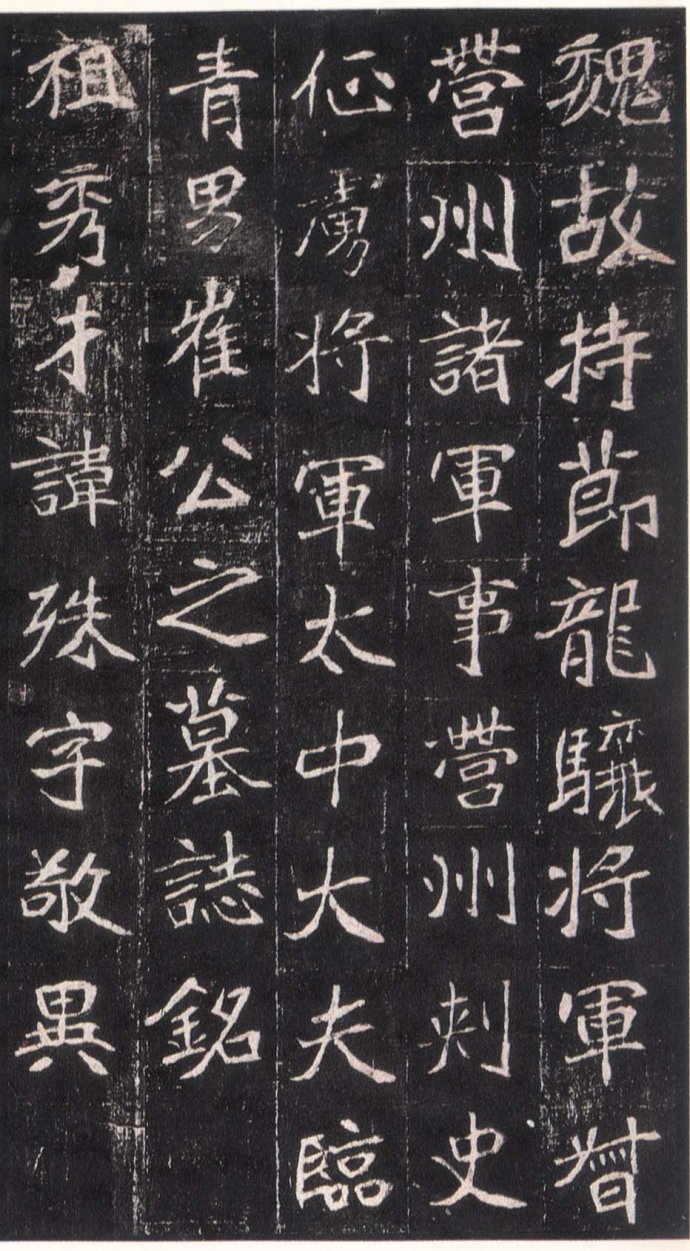 魏故持節龍驤將軍督
營州諸軍事營州刺史
征虜將軍太中大夫臨
青男崔公之墓誌銘
祖秀才諱殊字敬異